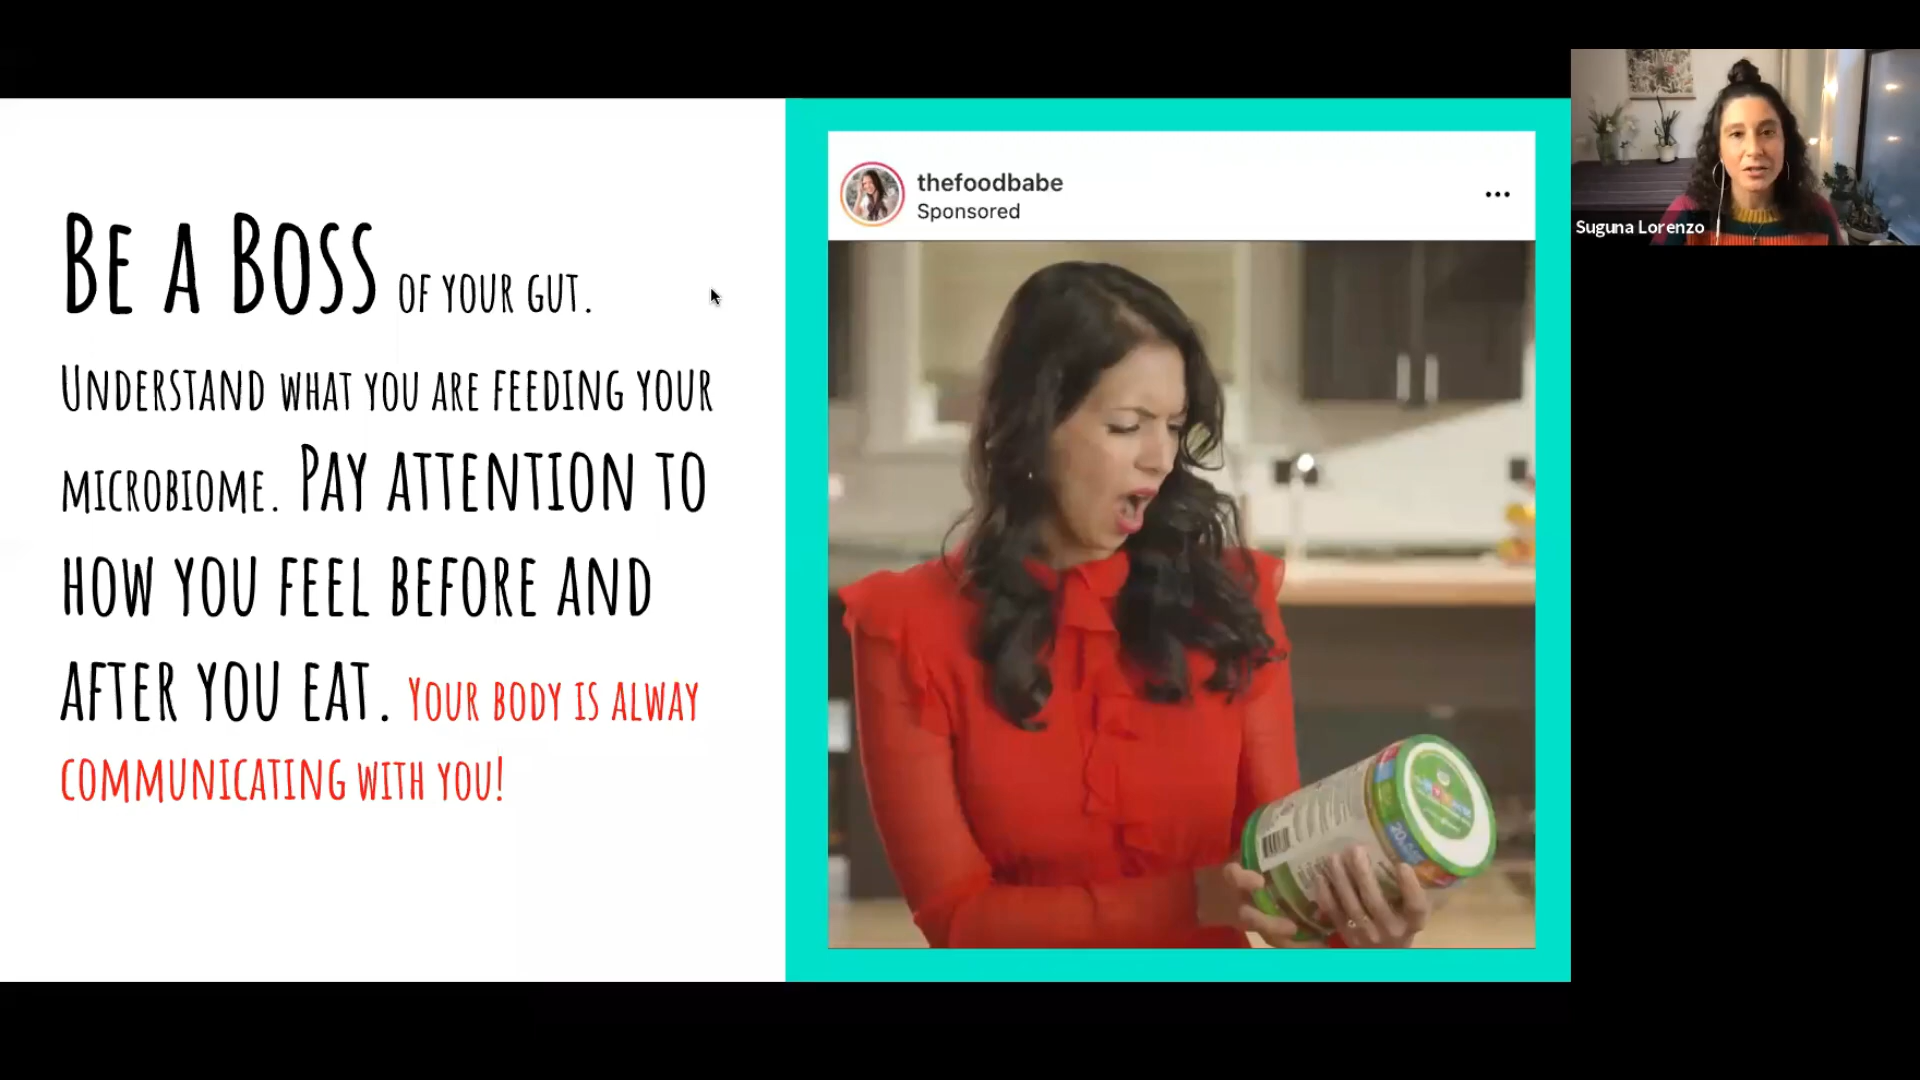 BE A BOSS OF YOUR GUT.
UNDERSTAND WHAT YOU ARE FEEDING YOUR
MICROBIOME. PAY ATTENTION TO
HOW YOU FEEL BEFORE AND
AFTER YOU EAT. YOUR BODY IS ALWAY
COMMUNICATING WITH YOU!
thefoodbabe
Sponsored
Suguna Lorenzo